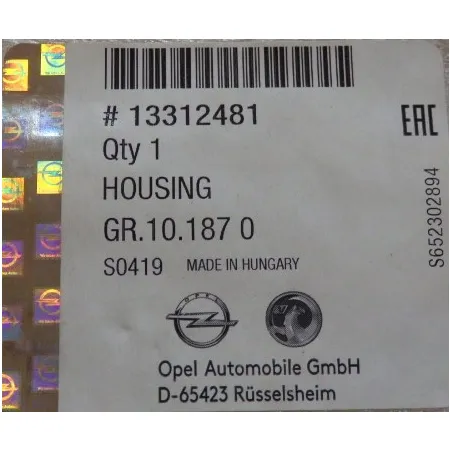 # 13312481
EAC
Qty 1
HOUSING
GR.10.187 0
S0419 MADE IN HUNGARY
S652302894
OPEL
Opel Automobile GmbH
D-65423 Rüsselsheim